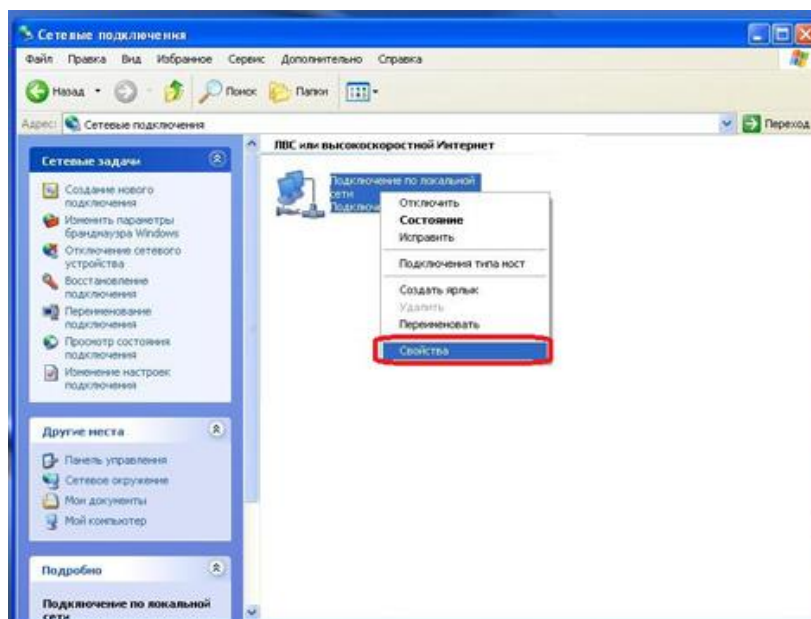 Сетевые подключения
Файл Правка Вид Избранное Сервис Дополнительно Справка
Назад Поиск Папки
Адрес: Сетевые подключения Переход
Сетевые задачи
Создание нового
подключения
Изменить параметры
брандмауэра Windows
Отключение сетевого
устройства
Восстановление
подключения
Переименование
подключения
Просмотр состояния
подключения
Изменение настроек
подключения
Другие места
Панель управления
Сетевое окружение
Мои документы
Мой компьютер
Подробно
Подключение по локальной
сети
ЛВС или высокоскоростной Интернет
Подключение по локальной
сети
Подключе
Отключить
Состояние
Исправить
Подключения типа мост
Создать ярлык
Удалить
Переименовать
Свойства